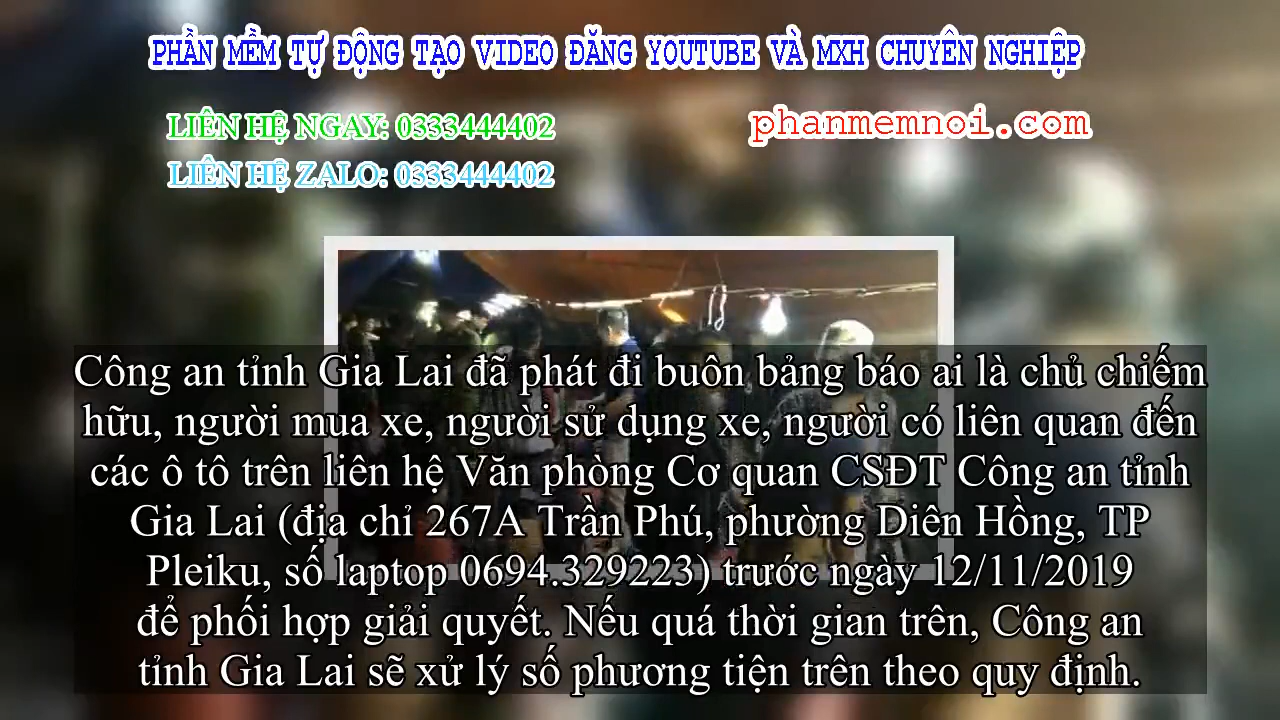 PHẦN MỀM TỰ ĐỘNG TẠO VIDEO ĐĂNG YOUTUBE VÀ MXH CHUYÊN NGHIỆP
LIÊN HỆ NGAY: 0333444402
phanmemnoi.com
LIÊN HỆ ZALO: 0333444402
Công an tỉnh Gia Lai đã phát đi buôn bảng báo ai là chủ chiếm
hữu, người mua xe, người sử dụng xe, người có liên quan đến
các ô tô trên liên hệ Văn phòng Cơ quan CSĐT Công an tỉnh
Gia Lai (địa chỉ 267A Trần Phú, phường Diên Hồng, TP
Pleiku, số laptop 0694.329223) trước ngày 12/11/2019
để phối hợp giải quyết. Nếu quá thời gian trên, Công an
tỉnh Gia Lai sẽ xử lý số phương tiện trên theo quy định.